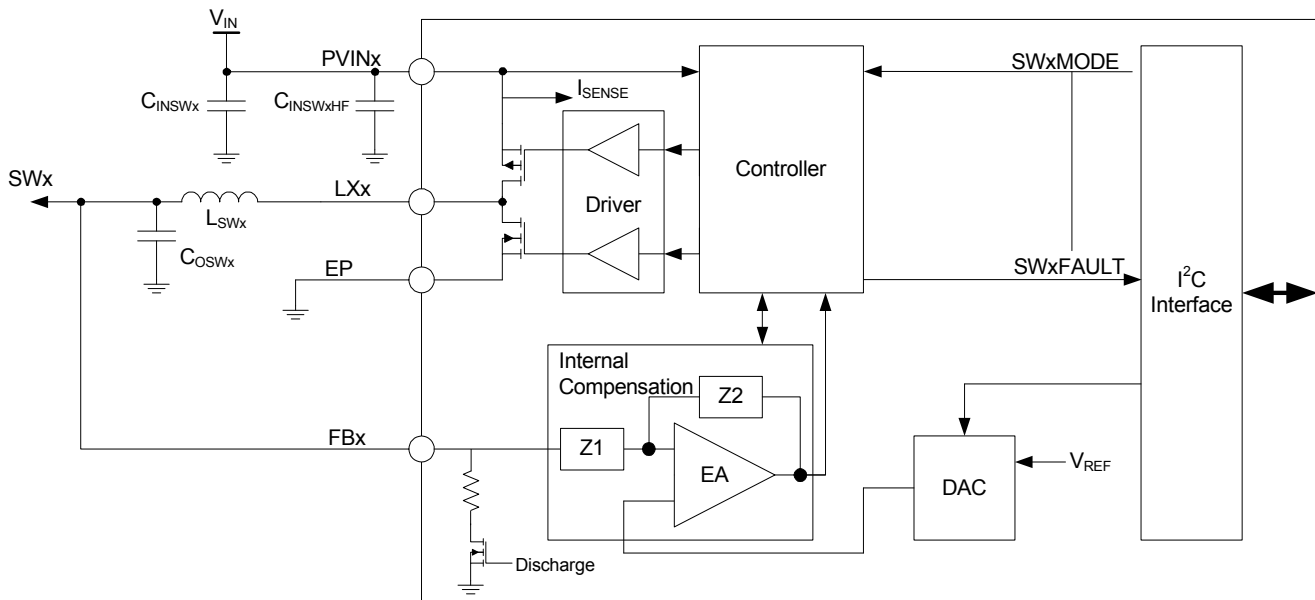 V_IN
PVINx
SWxMODE
I_SENSE
C_INSWx
C_INSWxHF
Controller
SWx
LXx
Driver
L_SWx
C_OSWx
EP
SWxFAULT
I²C
Interface
Internal
Compensation
Z2
FBx
Z1
EA
V_REF
DAC
Discharge